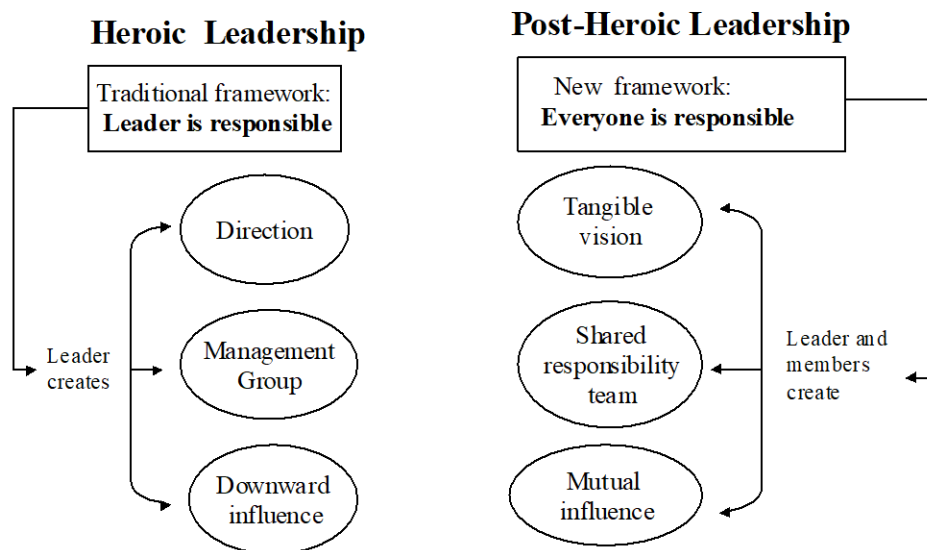 Heroic Leadership
Traditional framework:
Leader is responsible
Direction
Management
Group
Downward
influence
Leader
creates
Post-Heroic Leadership
New framework:
Everyone is responsible
Tangible
vision
Shared
responsibility
team
Mutual
influence
Leader and
members
create